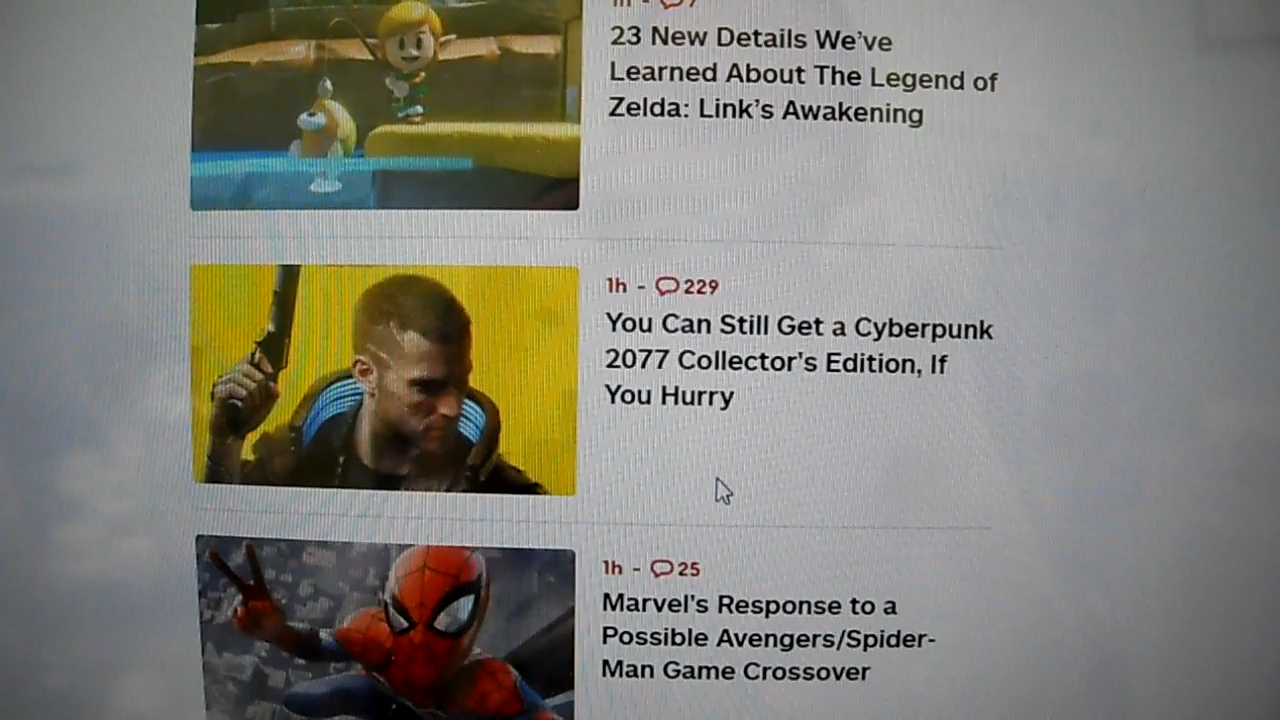 23 New Details We've
Learned About The Legend of
Zelda: Link's Awakening
1h - 229
You Can Still Get a Cyberpunk
2077 Collector's Edition, If
You Hurry
1h - 25
Marvel's Response to a
Possible Avengers/Spider-
Man Game Crossover